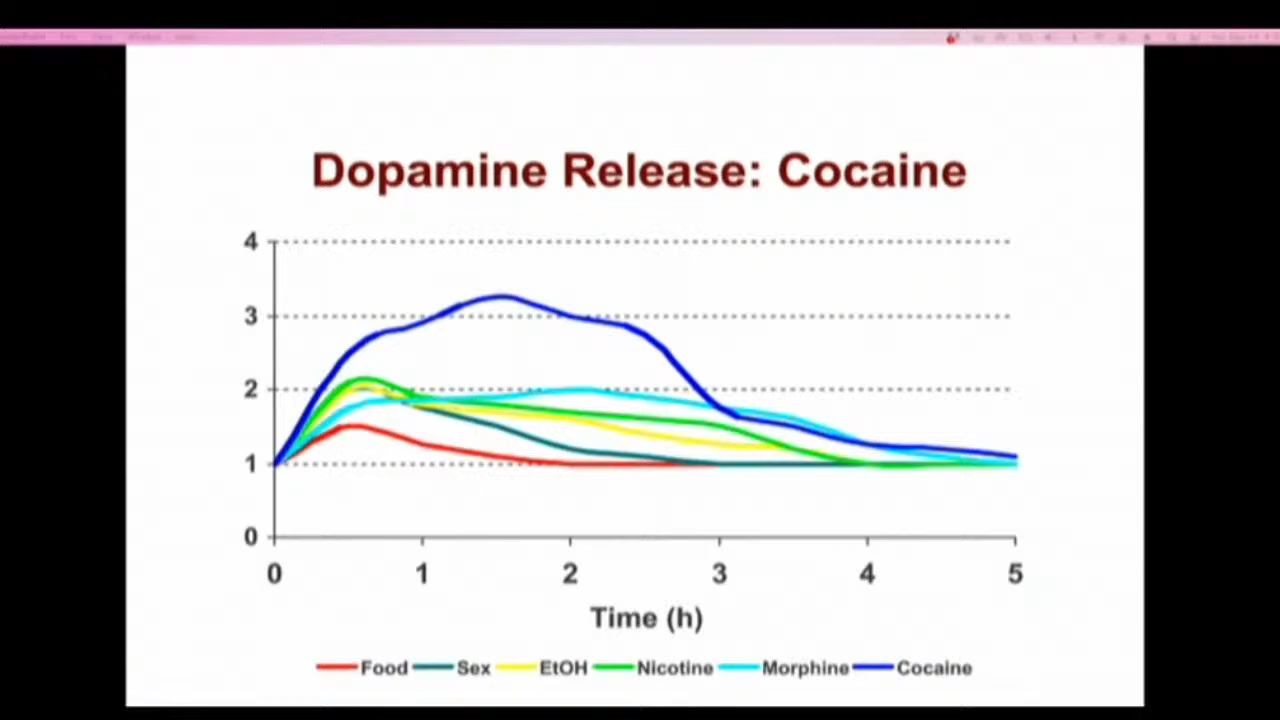 Dopamine Release: Cocaine
4
3
2
1
0
0 1 2 3 4 5
Time (h)
Food Sex EtOH Nicotine Morphine Cocaine